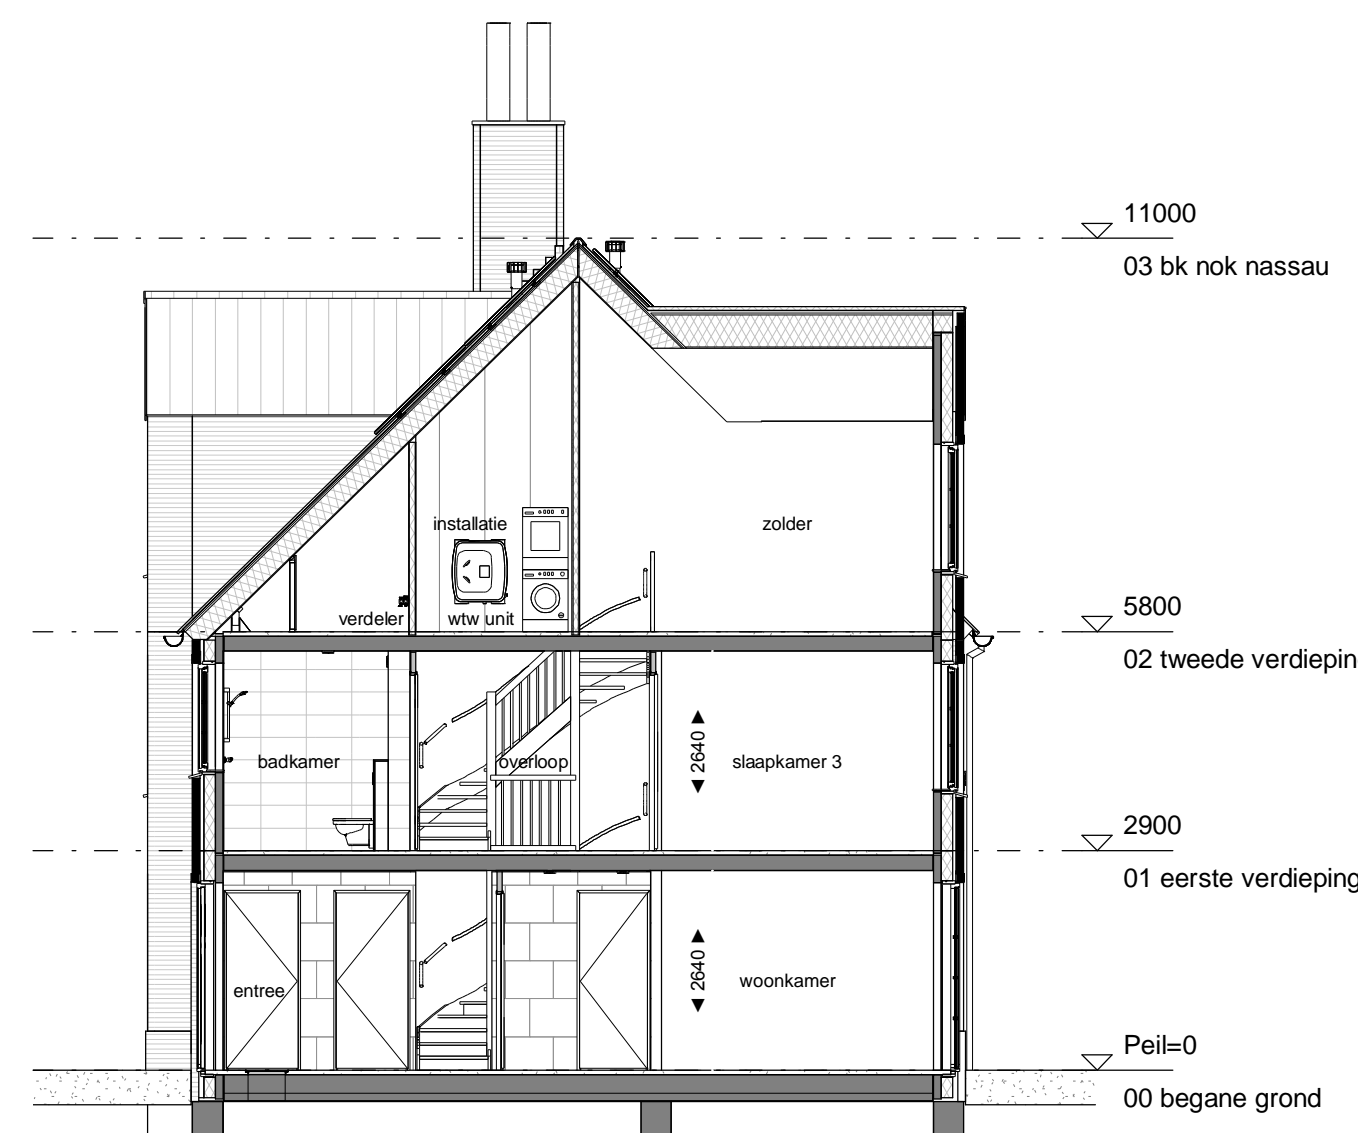 11000
03 bk nok nassau
installatie
zolder
verdeler
wtw unit
5800
02 tweede verdiepin
badkamer
overloop
2640
slaapkamer 3
2900
01 eerste verdieping
entree
2640
woonkamer
Peil=0
00 begane grond